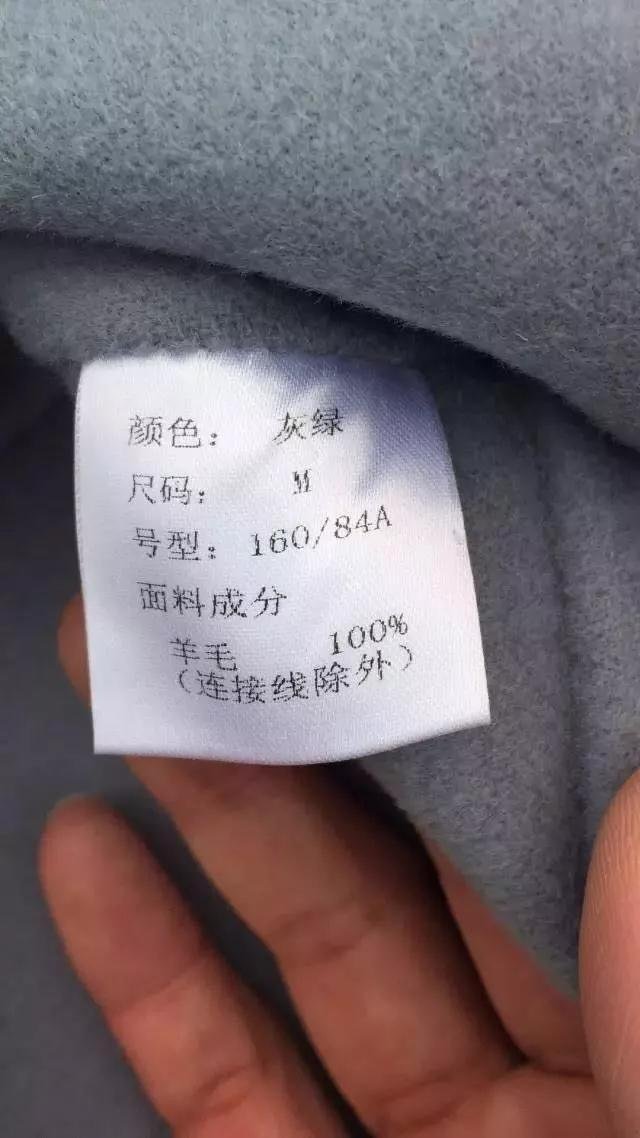 颜色： 灰绿
尺码： M
号型：160/84A
面料成分
羊毛 100%
（连接线除外）